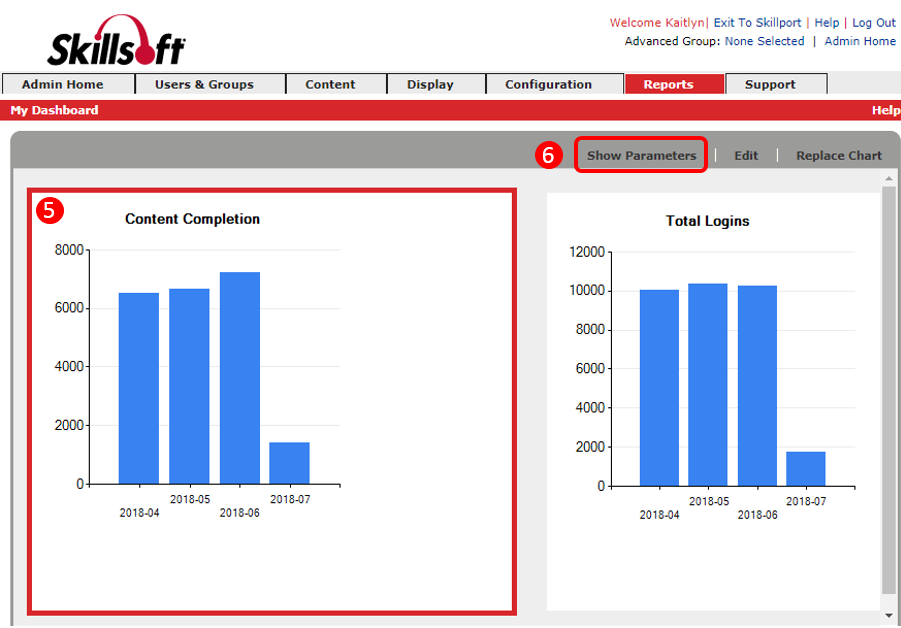 Skillsoft
Welcome Kaitlyn| Exit To Skillport | Help | Log Out
Advanced Group: None Selected | Admin Home
Admin Home Users & Groups Content Display Configuration Reports Support
My Dashboard Help
6 Show Parameters | Edit | Replace Chart
5
Content Completion
8000
6000
4000
2000
0
2018-05 2018-07
2018-04 2018-06
Total Logins
12000
10000
8000
6000
4000
2000
0
2018-05 2018-07
2018-04 2018-06